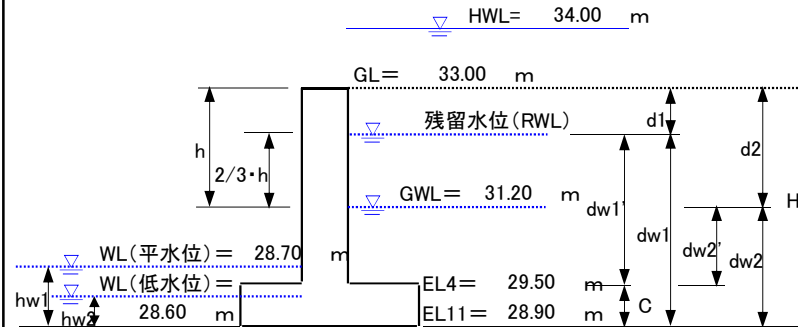 HWL= 34.00 m
GL= 33.00 m
残留水位(RWL)
d1
h
d2
2/3・h
GWL= 31.20 m
dw1'
dw1
H
dw2'
dw2
WL(平水位)= 28.70 m
WL(低水位)=
EL4= 29.50 m
hw1
hw2
28.60 m
EL11= 28.90 m
C